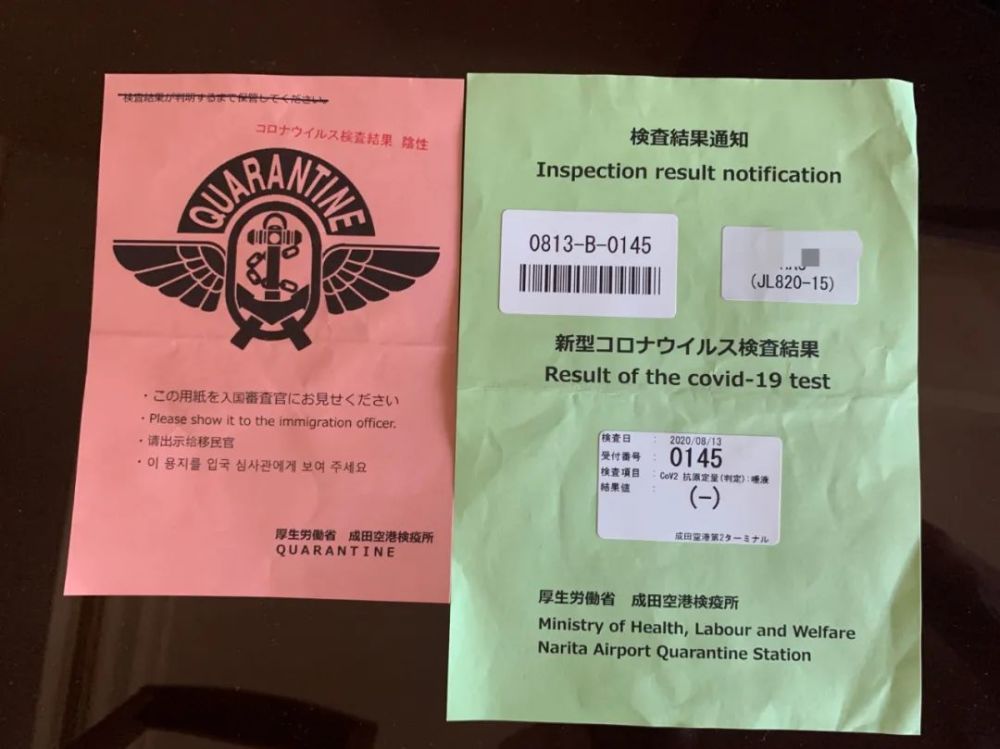 検査結果が判明するまで保管してください。
コロナウイルス検査結果 陰性
QUARANTINE
・この用紙を入国審査官にお見せください
・Please show it to the immigration officer.
・请出示给移民官
・이 용지를 입국 심사관에게 보여 주세요
厚生労働省 成田空港検疫所
QUARANTINE
検査結果通知
Inspection result notification
0813-B-0145
(JL820-15)
新型コロナウイルス検査結果
Result of the covid-19 test
検査日 : 2020/08/13
受付番号 : 0145
検査項目 : CoV2 抗原定量(判定):唾液
結果値 : (-)
成田空港第2ターミナル
厚生労働省 成田空港検疫所
Ministry of Health, Labour and Welfare
Narita Airport Quarantine Station